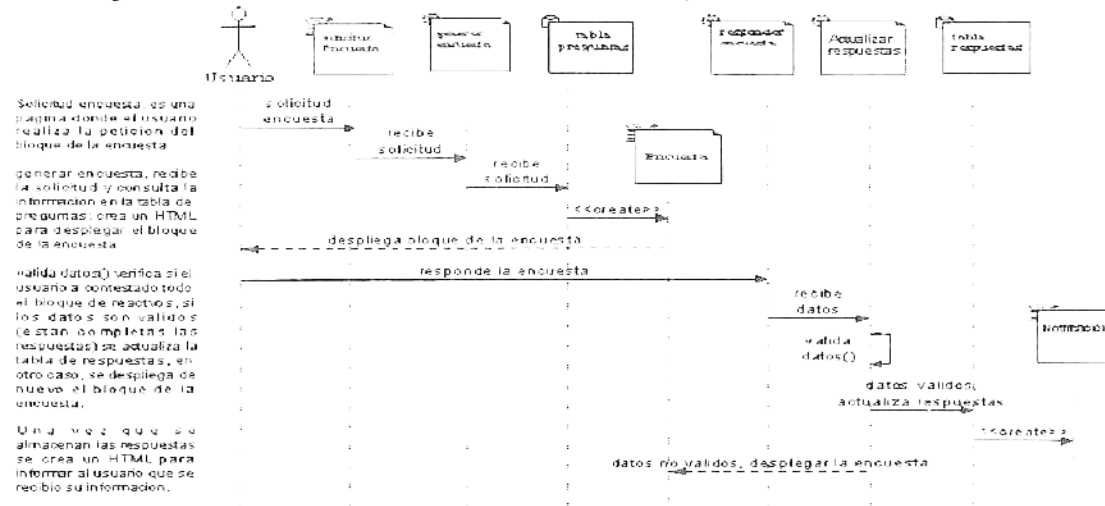 Usuario
solicitar
Encuesta
generar
encuesta
tabla
preguntas
responder
encuesta
Actualizar
respuestas
tabla
respuestas
Solicitud encuesta, es una
pagina donde el usuario
realiza la peticion del
bloque de la encuesta
generar encuesta, recibe
la solicitud y consulta la
informacion en la tabla de
preguntas; crea un HTML
para desplegar el bloque
de la encuesta
valida datos() verifica si el
usuario a contestado todo
el bloque de reactivos, si
los datos son validos
(estan completas las
respuestas) se actualiza la
tabla de respuestas, en
otro caso, se despliega de
nuevo el bloque de la
encuesta.
Una vez que se
almacenan las respuestas
se crea un HTML para
informar al usuario que se
recibio su informacion.
solicitud
encuesta
recibe
solicitud
recibe
solicitud
Encuesta
<<create>>
despliega bloque de la encuesta
responde la encuesta
recibe
datos
valida
datos()
Notificacion
datos validos,
actualiza respuestas
<<create>>
datos no validos, desplegar la encuesta